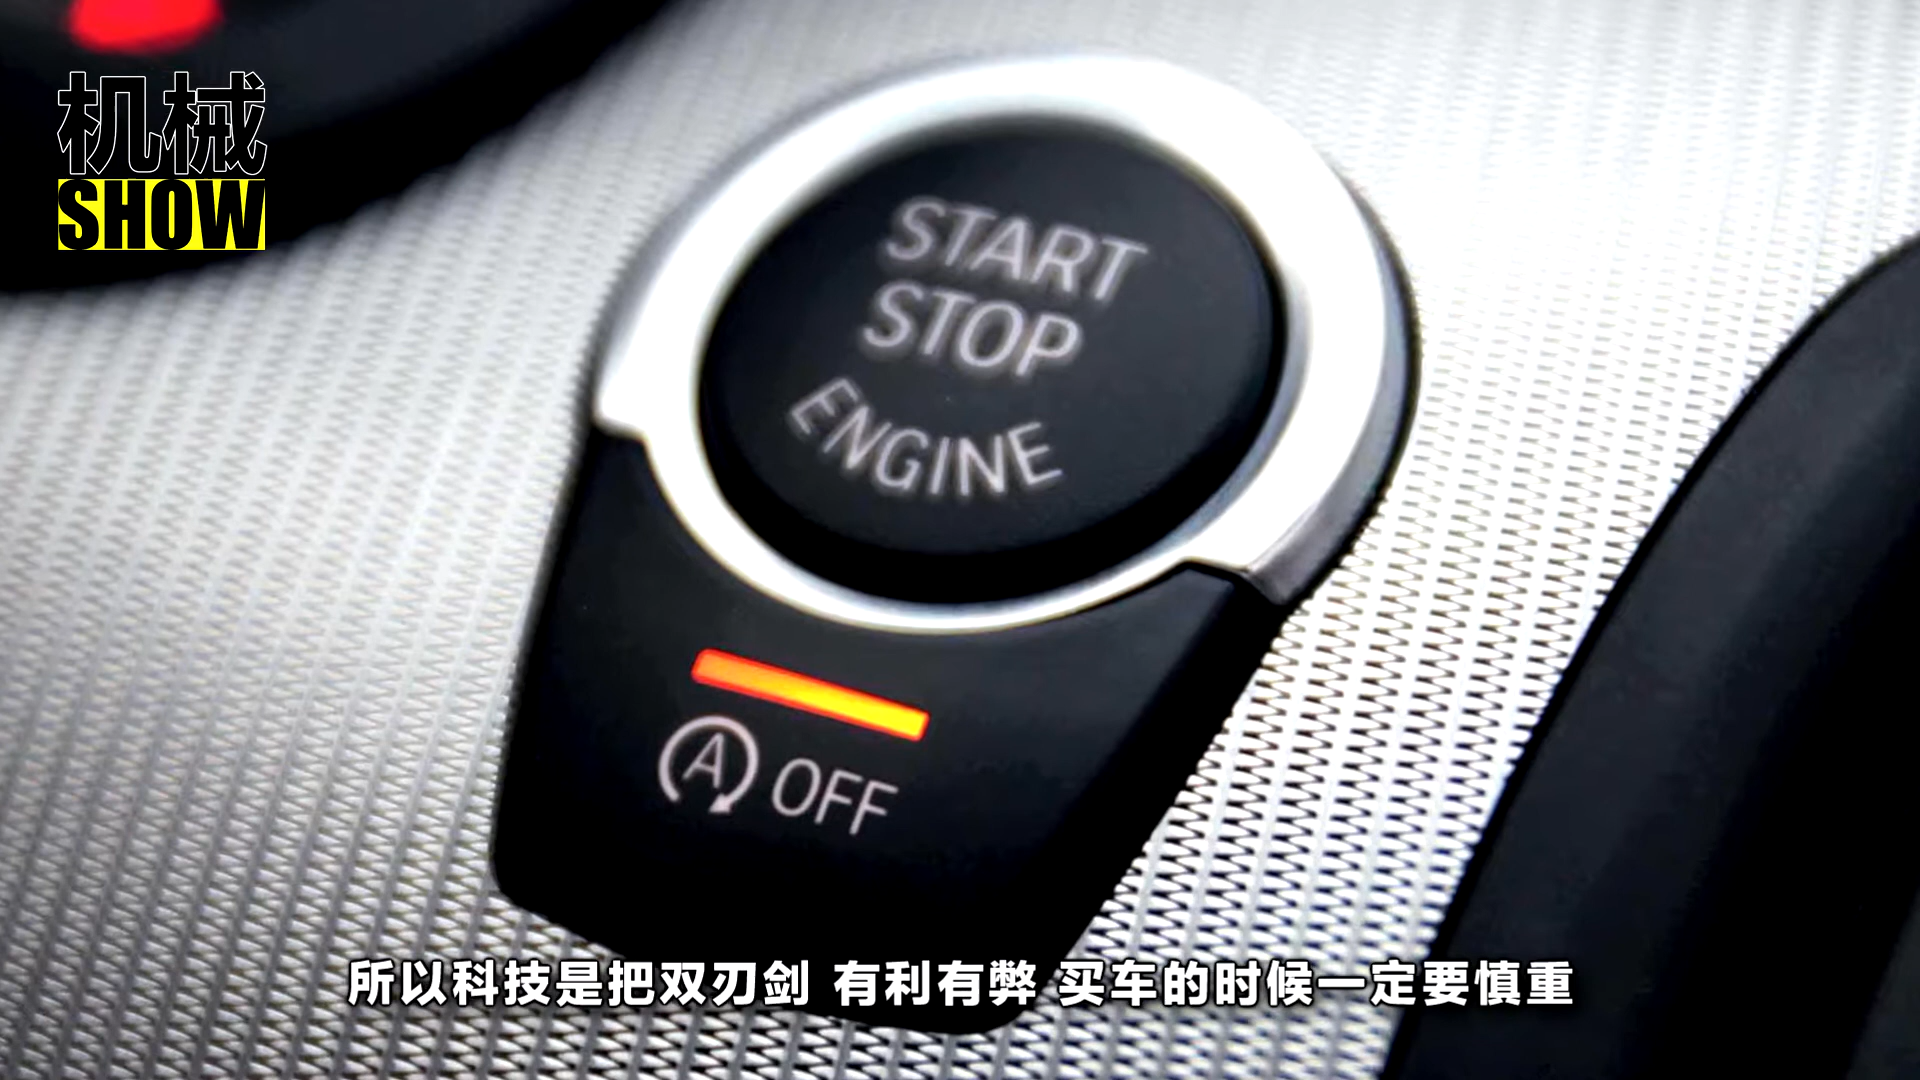 机械
SHOW
START
STOP
ENGINE
A OFF
所以科技是把双刃剑 有利有弊 买车的时候一定要慎重